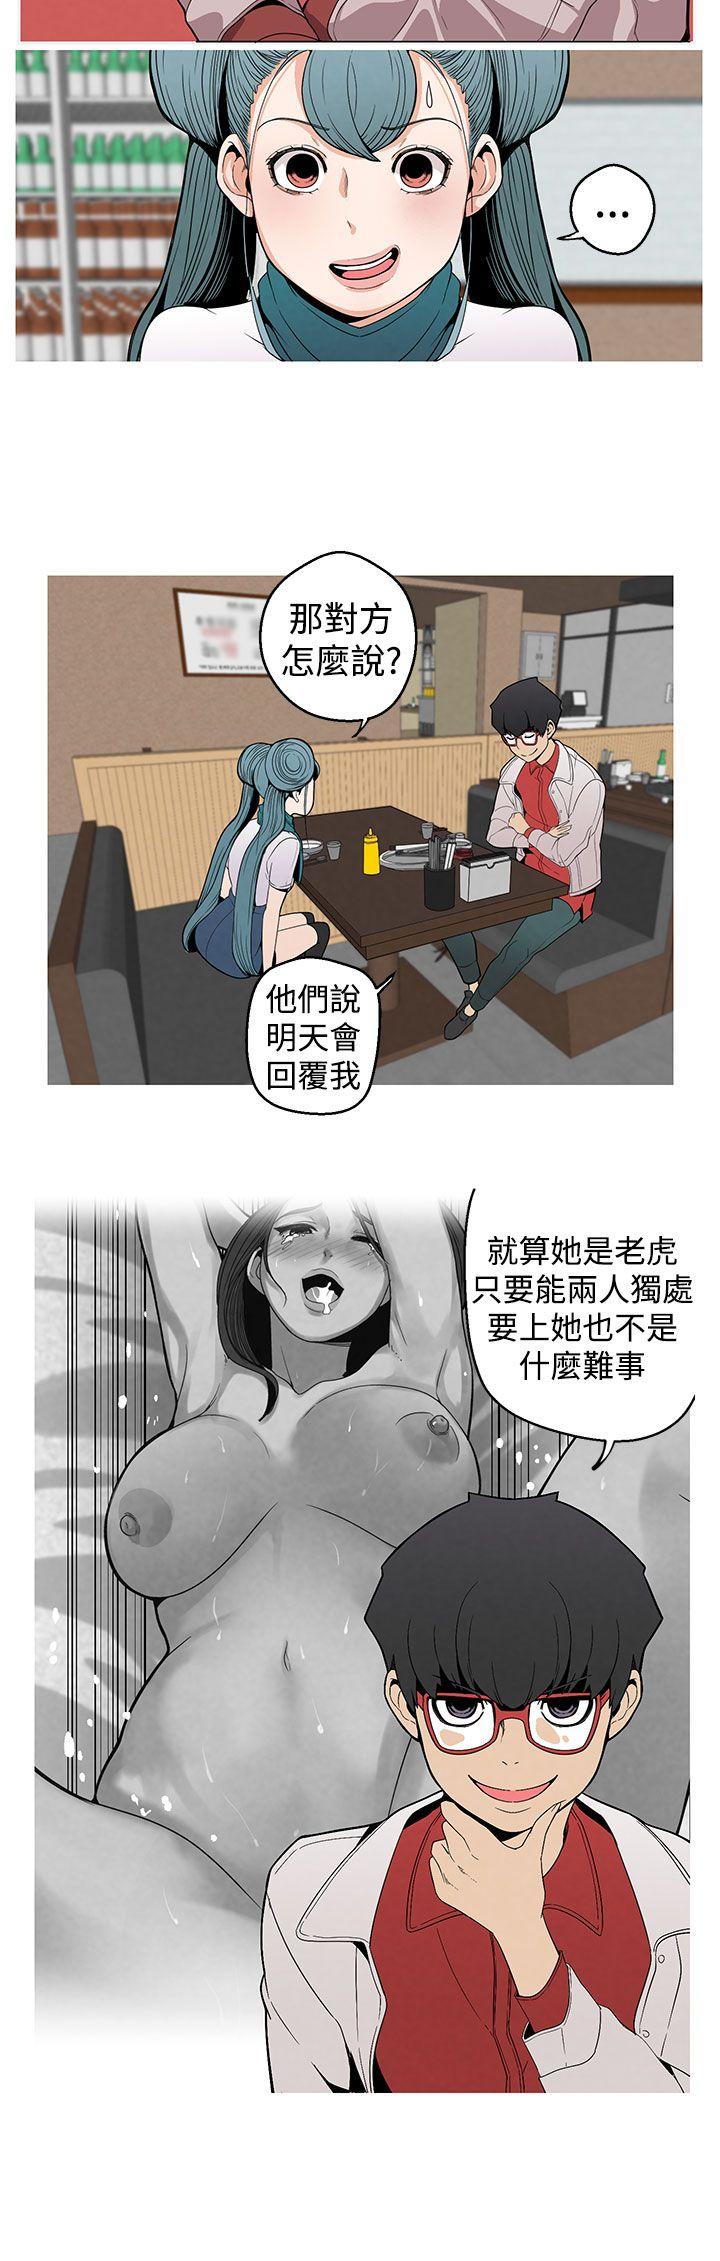 ...
那對方
怎麼說?
他們說
明天會
回覆我
就算她是老虎
只要能兩人獨處
要上她也不是
什麼難事